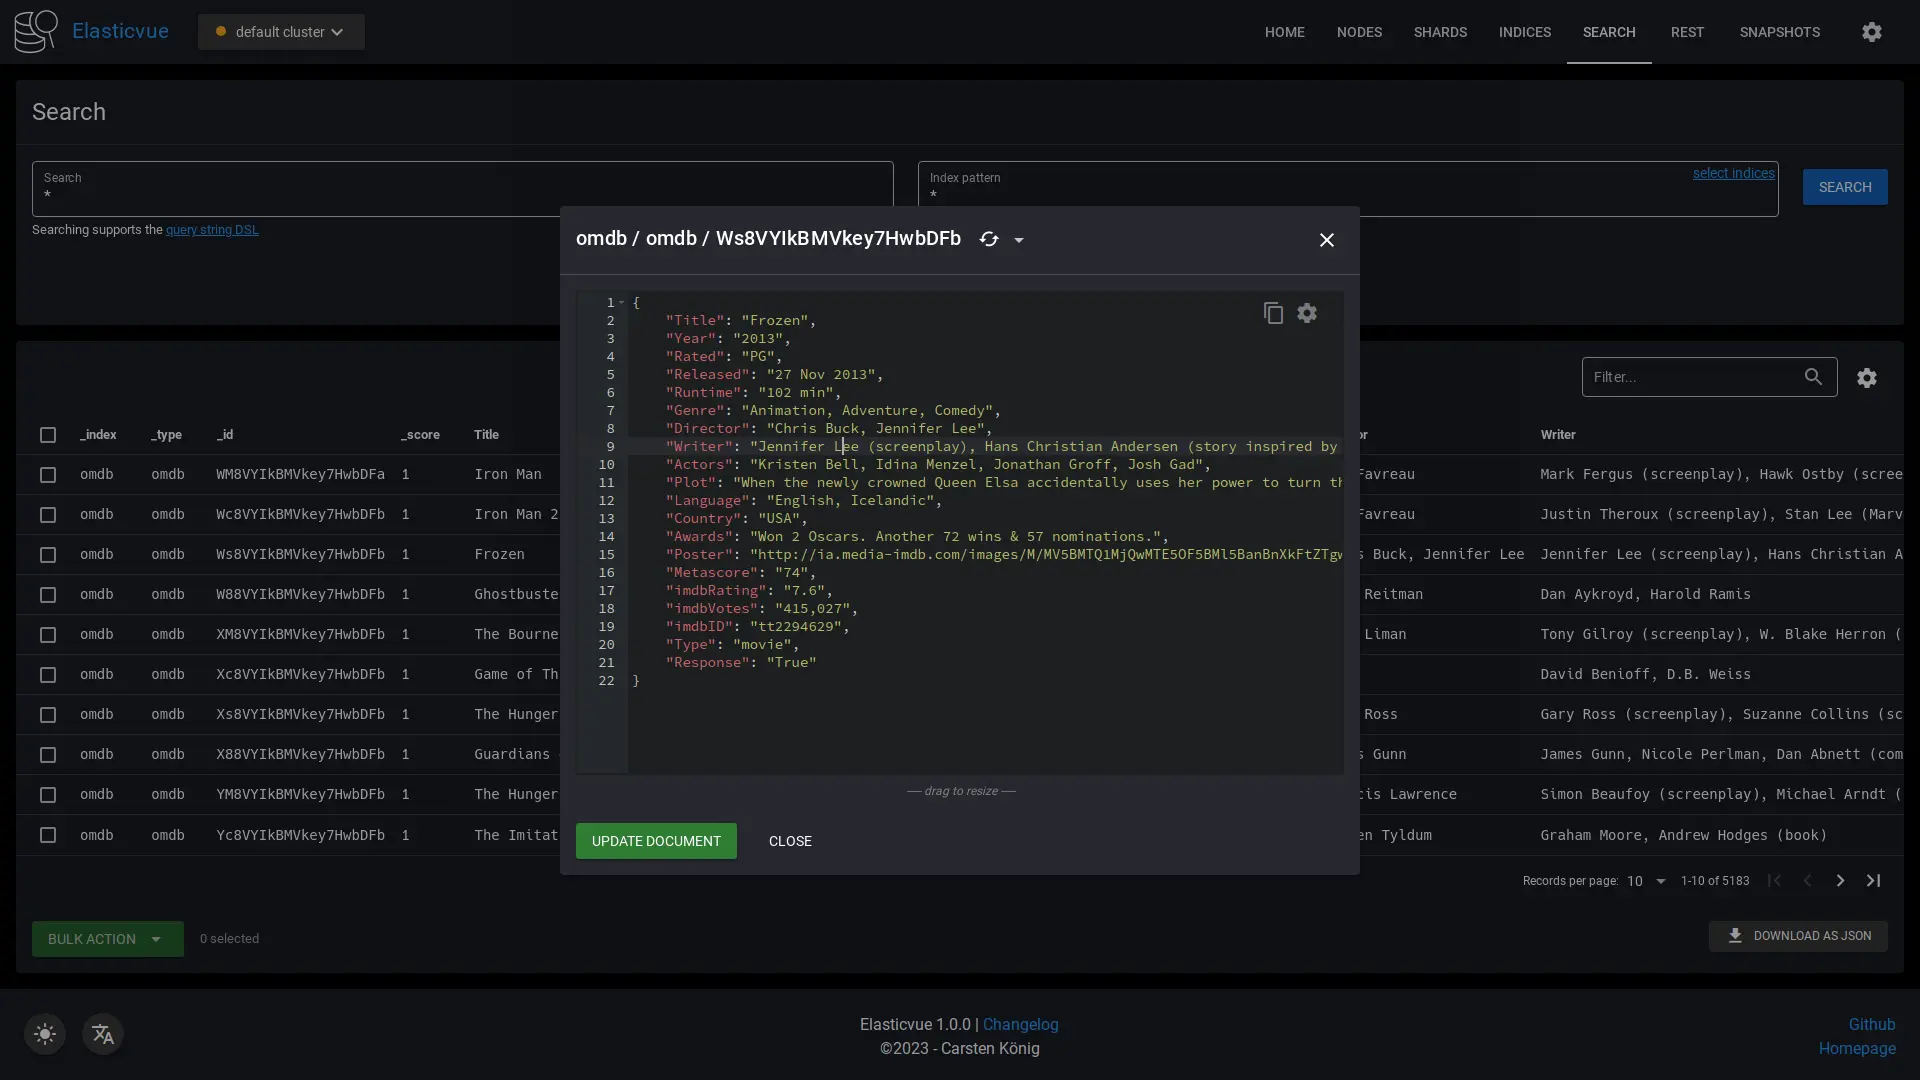 Elasticvue
default cluster
HOME NODES SHARDS INDICES SEARCH REST SNAPSHOTS
Search
Search
*
Index pattern
*
select indices
SEARCH
Searching supports the query string DSL
omdb / omdb / Ws8VYIkBMVkey7HwbDFb
1 {
2 "Title": "Frozen",
3 "Year": "2013",
4 "Rated": "PG",
5 "Released": "27 Nov 2013",
6 "Runtime": "102 min",
7 "Genre": "Animation, Adventure, Comedy",
8 "Director": "Chris Buck, Jennifer Lee",
9 "Writer": "Jennifer Lee (screenplay), Hans Christian Andersen (story inspired by
10 "Actors": "Kristen Bell, Idina Menzel, Jonathan Groff, Josh Gad",
11 "Plot": "When the newly crowned Queen Elsa accidentally uses her power to turn th
12 "Language": "English, Icelandic",
13 "Country": "USA",
14 "Awards": "Won 2 Oscars. Another 72 wins & 57 nominations.",
15 "Poster": "http://ia.media-imdb.com/images/M/MV5BMTQ1MjQwMTE5OF5BMl5BanBnXkFtZTgw
16 "Metascore": "74",
17 "imdbRating": "7.6",
18 "imdbVotes": "415,027",
19 "imdbID": "tt2294629",
20 "Type": "movie",
21 "Response": "True"
22 }
drag to resize
UPDATE DOCUMENT CLOSE
Filter...
_index _type _id _score Title or Writer
omdb omdb WM8VYIkBMVkey7HwbDFa 1 Iron Man Favreau Mark Fergus (screenplay), Hawk Ostby (scree
omdb omdb Wc8VYIkBMVkey7HwbDFb 1 Iron Man 2 Favreau Justin Theroux (screenplay), Stan Lee (Marv
omdb omdb Ws8VYIkBMVkey7HwbDFb 1 Frozen s Buck, Jennifer Lee Jennifer Lee (screenplay), Hans Christian A
omdb omdb W88VYIkBMVkey7HwbDFb 1 Ghostbuste Reitman Dan Aykroyd, Harold Ramis
omdb omdb XM8VYIkBMVkey7HwbDFb 1 The Bourne Liman Tony Gilroy (screenplay), W. Blake Herron (
omdb omdb Xc8VYIkBMVkey7HwbDFb 1 Game of Th David Benioff, D.B. Weiss
omdb omdb Xs8VYIkBMVkey7HwbDFb 1 The Hunger Ross Gary Ross (screenplay), Suzanne Collins (sc
omdb omdb X88VYIkBMVkey7HwbDFb 1 Guardians s Gunn James Gunn, Nicole Perlman, Dan Abnett (com
omdb omdb YM8VYIkBMVkey7HwbDFb 1 The Hunger cis Lawrence Simon Beaufoy (screenplay), Michael Arndt (
omdb omdb Yc8VYIkBMVkey7HwbDFb 1 The Imitat en Tyldum Graham Moore, Andrew Hodges (book)
Records per page: 10 1-10 of 5183
BULK ACTION 0 selected
DOWNLOAD AS JSON
Elasticvue 1.0.0 | Changelog
©2023 - Carsten König
Github
Homepage